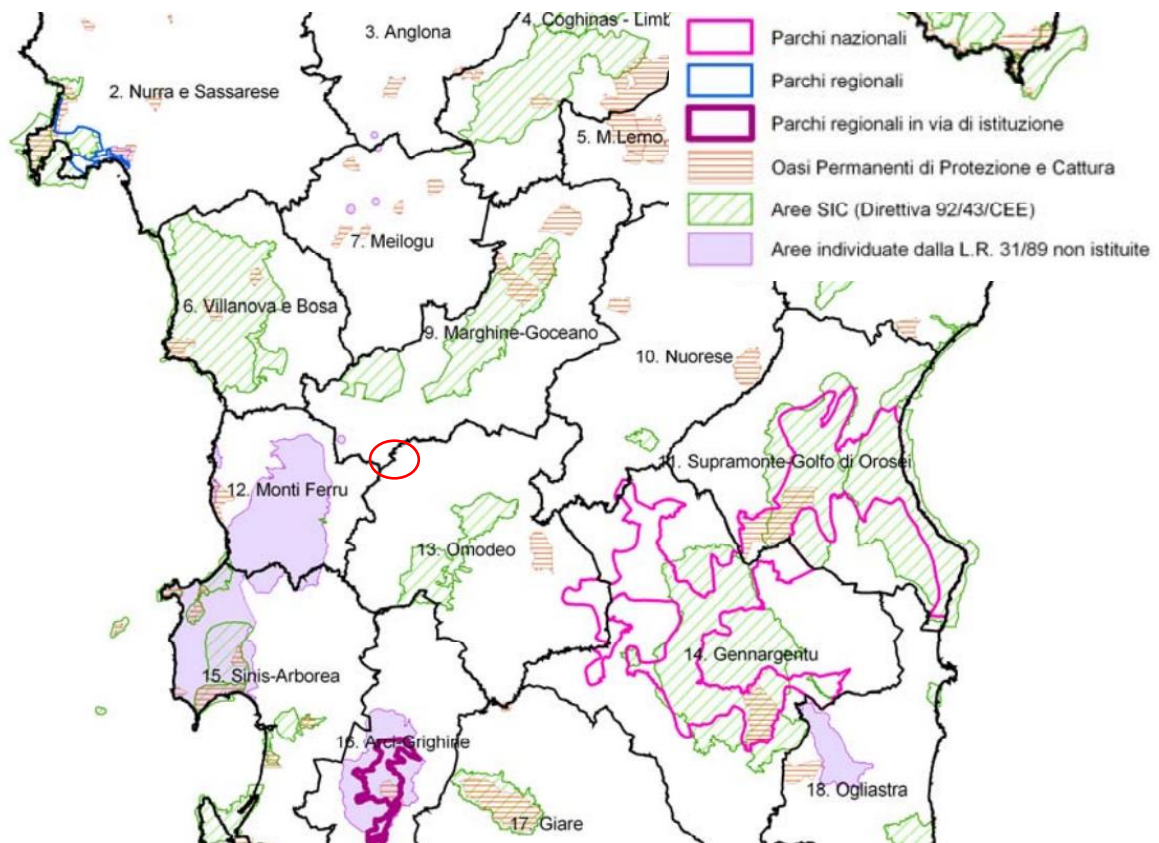 4. Coghinas - Limb
3. Anglona
Parchi nazionali
2. Nurra e Sassarese
Parchi regionali
5. M.Lerno
Parchi regionali in via di istituzione
Oasi Permanenti di Protezione e Cattura
Aree SIC (Direttiva 92/43/CEE)
7. Meilogu
Aree individuate dalla L.R. 31/89 non istituite
6. Villanova e Bosa
9. Marghine-Goceano
10. Nuorese
11. Supramonte-Golfo di Orosei
12. Monti Ferru
13. Omodeo
14. Gennargentu
15. Sinis-Arborea
16. Arci-Grighine
18. Ogliastra
17. Giare